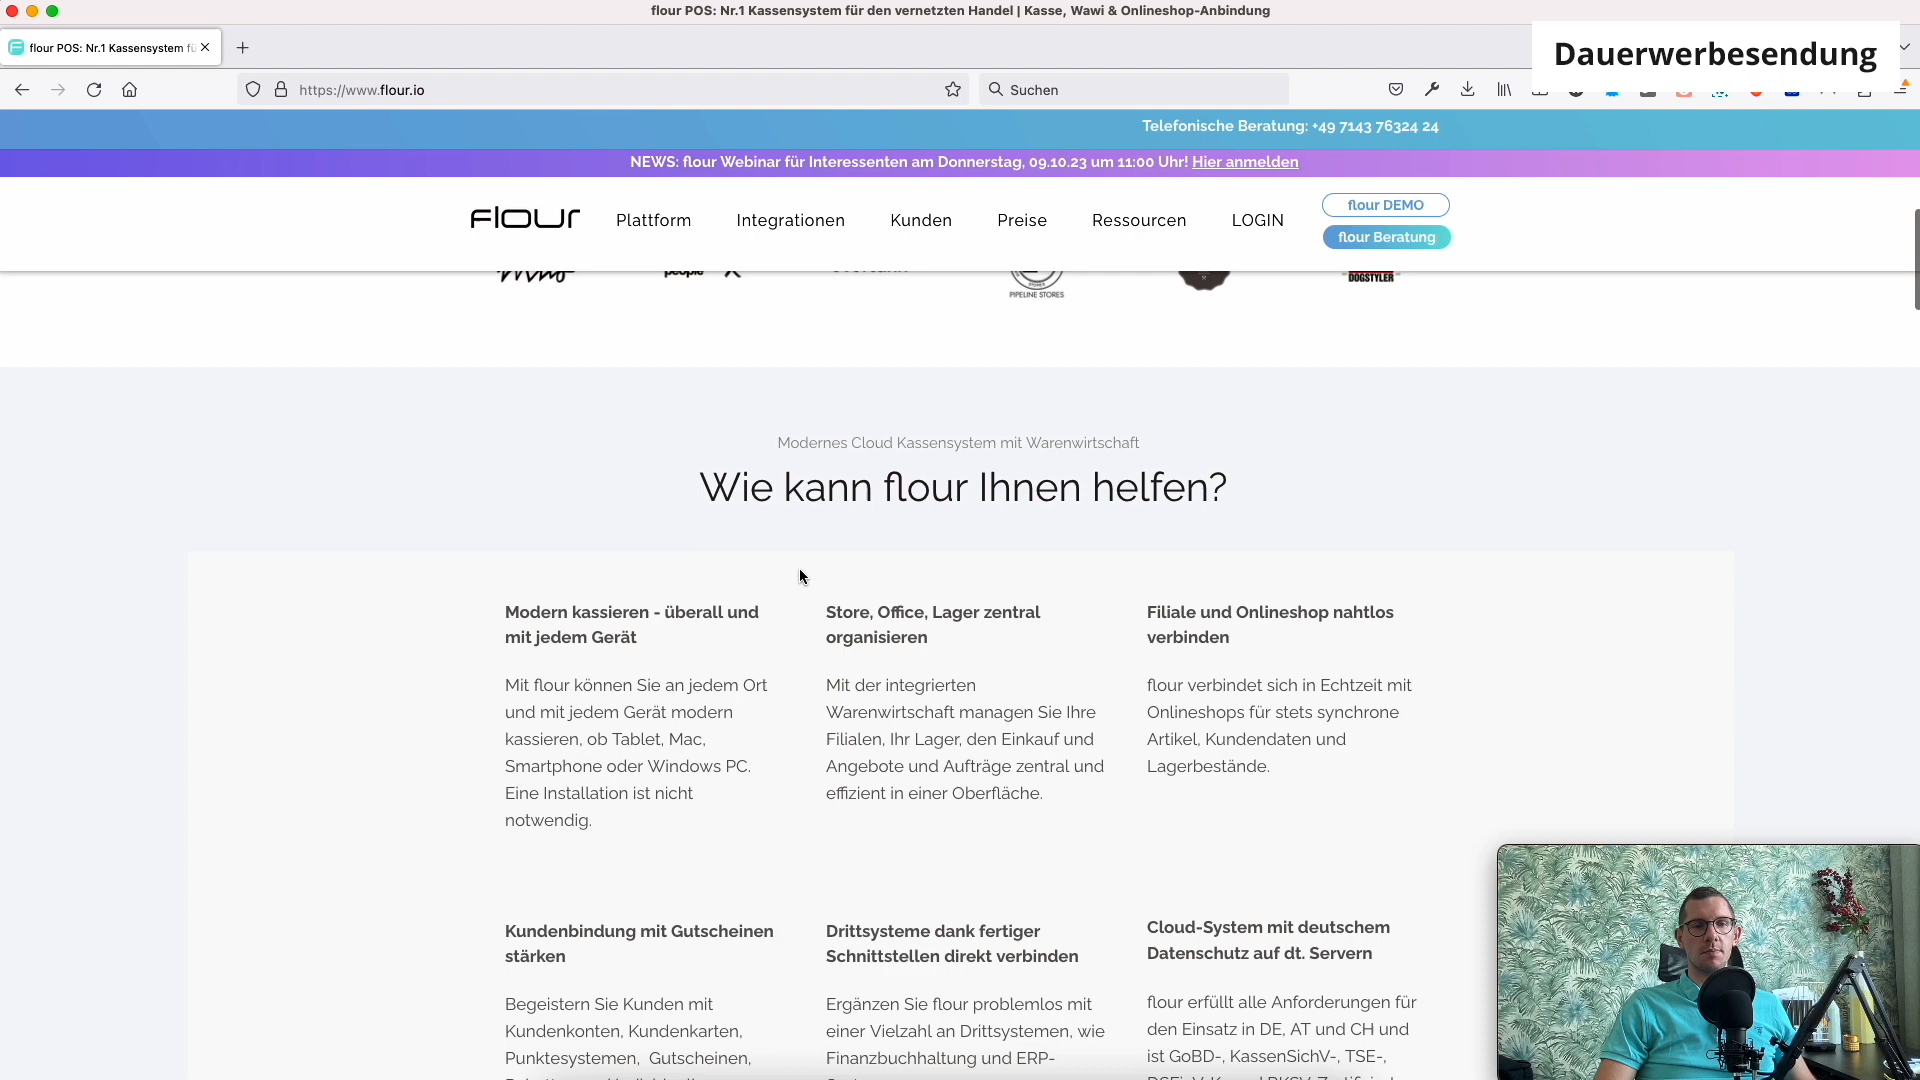 flour POS: Nr.1 Kassensystem für den vernetzten Handel | Kasse, Wawi & Onlineshop-Anbindung
flour POS: Nr.1 Kassensystem fü
Dauerwerbesendung
https://www.flour.io
Suchen
Telefonische Beratung: +49 7143 76324 24
NEWS: flour Webinar für Interessenten am Donnerstag, 09.10.23 um 11:00 Uhr! Hier anmelden
flour
Plattform
Integrationen
Kunden
Preise
Ressourcen
LOGIN
flour DEMO
flour Beratung
people
PIPELINE STORES
DOGSTYLER
Modernes Cloud Kassensystem mit Warenwirtschaft
Wie kann flour Ihnen helfen?
Modern kassieren - überall und
mit jedem Gerät
Mit flour können Sie an jedem Ort
und mit jedem Gerät modern
kassieren, ob Tablet, Mac,
Smartphone oder Windows PC.
Eine Installation ist nicht
notwendig.
Store, Office, Lager zentral
organisieren
Mit der integrierten
Warenwirtschaft managen Sie Ihre
Filialen, Ihr Lager, den Einkauf und
Angebote und Aufträge zentral und
effizient in einer Oberfläche.
Filiale und Onlineshop nahtlos
verbinden
flour verbindet sich in Echtzeit mit
Onlineshops für stets synchrone
Artikel, Kundendaten und
Lagerbestände.
Kundenbindung mit Gutscheinen
stärken
Begeistern Sie Kunden mit
Kundenkonten, Kundenkarten,
Punktesystemen, Gutscheinen,
Drittsysteme dank fertiger
Schnittstellen direkt verbinden
Ergänzen Sie flour problemlos mit
einer Vielzahl an Drittsystemen, wie
Finanzbuchhaltung und ERP-
Cloud-System mit deutschem
Datenschutz auf dt. Servern
flour erfüllt alle Anforderungen für
den Einsatz in DE, AT und CH und
ist GoBD-, KassenSichV-, TSE-,